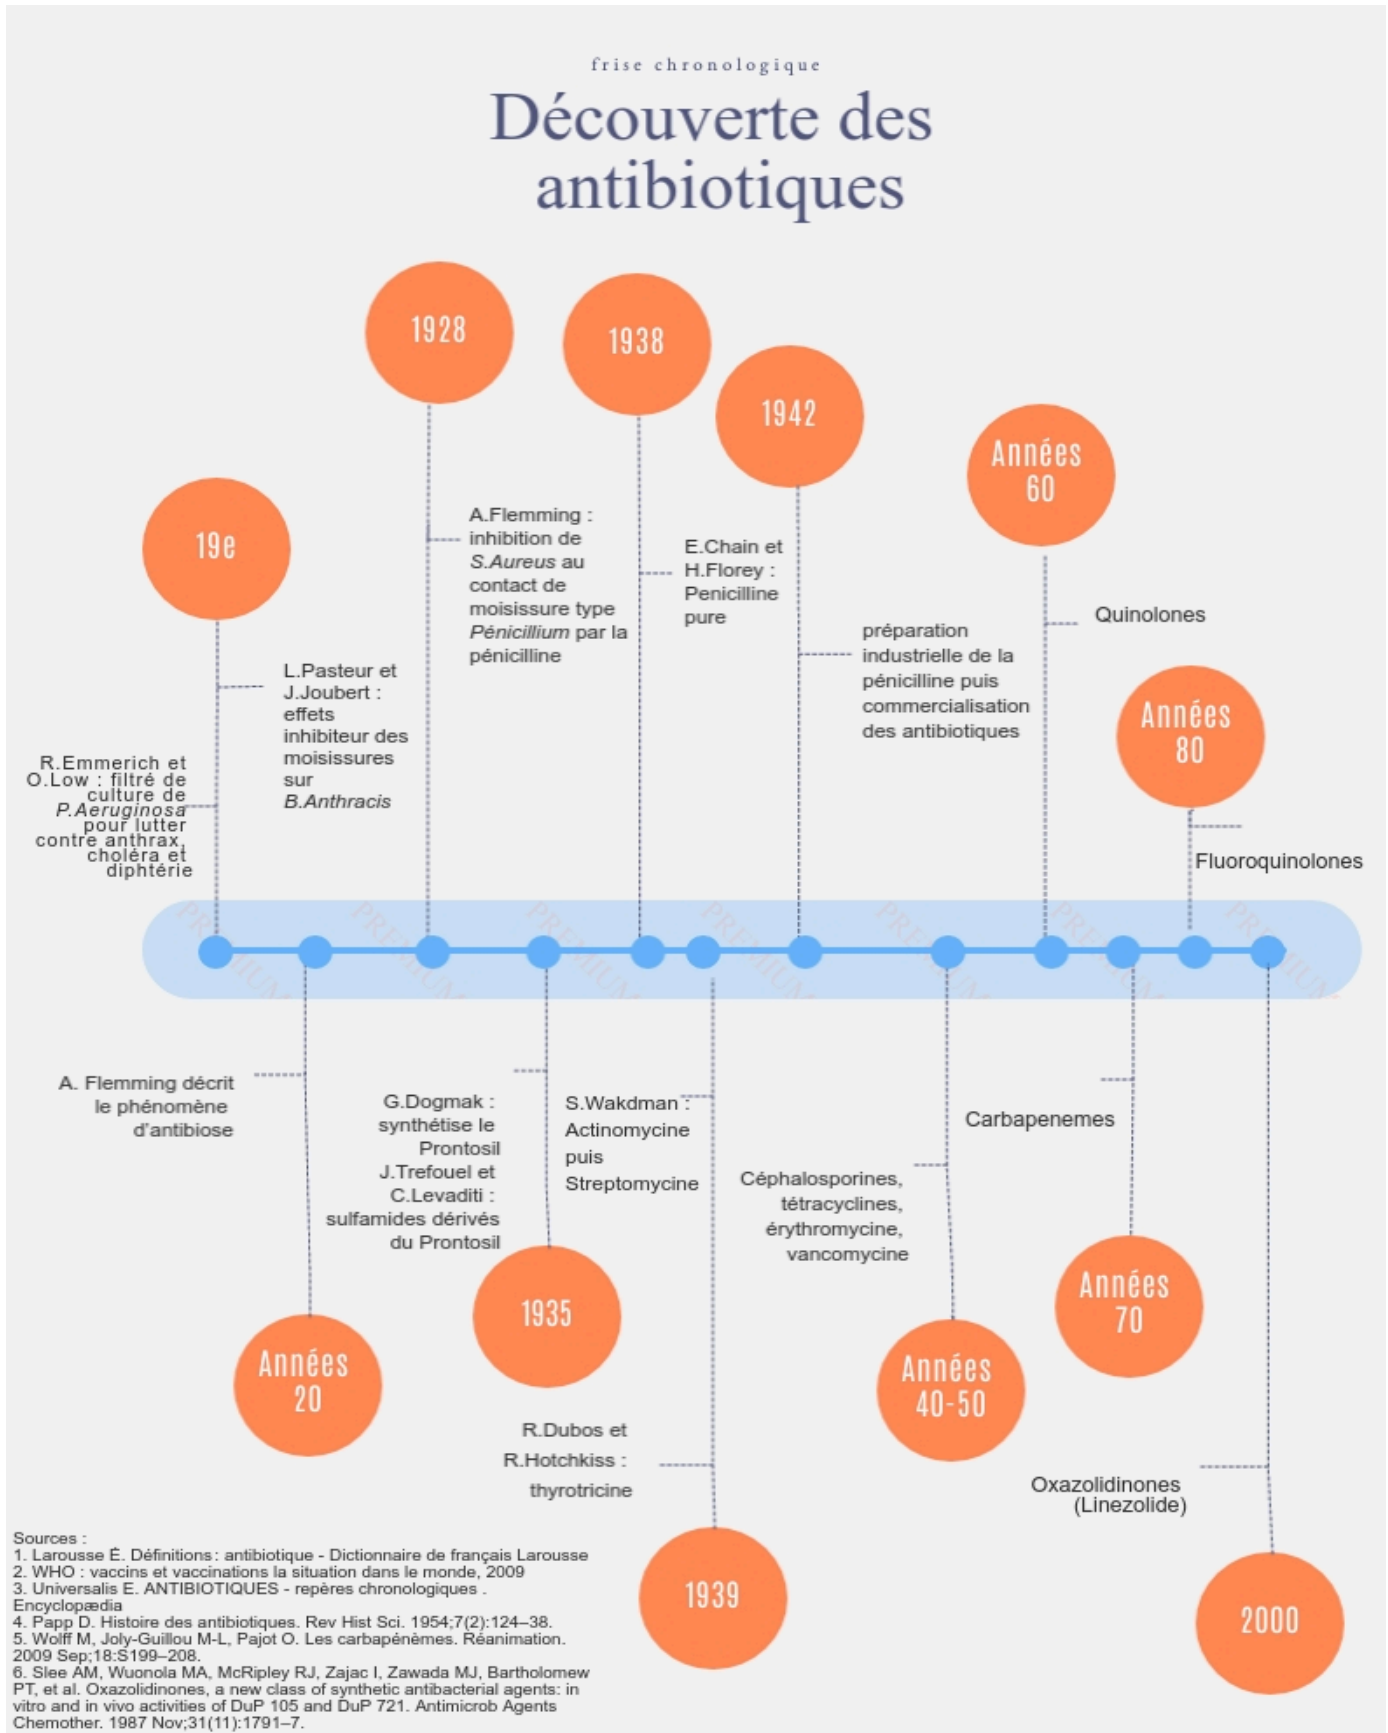 frise chronologique
Découverte des
antibiotiques
1928
1938
1942
Années
60
19e
A.Flemming :
inhibition de
S.Aureus au
contact de
moisissure type
Pénicillium par la
pénicilline
E.Chain et
H.Florey :
Penicilline
pure
Quinolones
préparation
industrielle de la
pénicilline puis
commercialisation
des antibiotiques
L.Pasteur et
J.Joubert :
effets
inhibiteur des
moisissures
sur
B.Anthracis
Années
80
R.Emmerich et
O.Low : filtré de
culture de
P.Aeruginosa
pour lutter
contre anthrax,
choléra et
diphtérie
Fluoroquinolones
PREMIUM PREMIUM PREMIUM PREMIUM PREMIUM PREMIUM PREMIUM
A. Flemming décrit
le phénomène
d'antibiose
G.Dogmak :
synthétise le
Prontosil
J.Trefouel et
C.Levaditi :
sulfamides dérivés
du Prontosil
S.Wakdman :
Actinomycine
puis
Streptomycine
Carbapenemes
Céphalosporines,
tétracyclines,
érythromycine,
vancomycine
1935
Années
70
Années
20
Années
40-50
R.Dubos et
R.Hotchkiss :
thyrotricine
Oxazolidinones
(Linezolide)
1939
2000
Sources :
1. Larousse É. Définitions : antibiotique - Dictionnaire de français Larousse
2. WHO : vaccins et vaccinations la situation dans le monde, 2009
3. Universalis E. ANTIBIOTIQUES - repères chronologiques .
Encyclopædia
4. Papp D. Histoire des antibiotiques. Rev Hist Sci. 1954;7(2):124–38.
5. Wolff M, Joly-Guillou M-L, Pajot O. Les carbapénèmes. Réanimation.
2009 Sep;18:S199–208.
6. Slee AM, Wuonola MA, McRipley RJ, Zajac I, Zawada MJ, Bartholomew
PT, et al. Oxazolidinones, a new class of synthetic antibacterial agents: in
vitro and in vivo activities of DuP 105 and DuP 721. Antimicrob Agents
Chemother. 1987 Nov;31(11):1791–7.